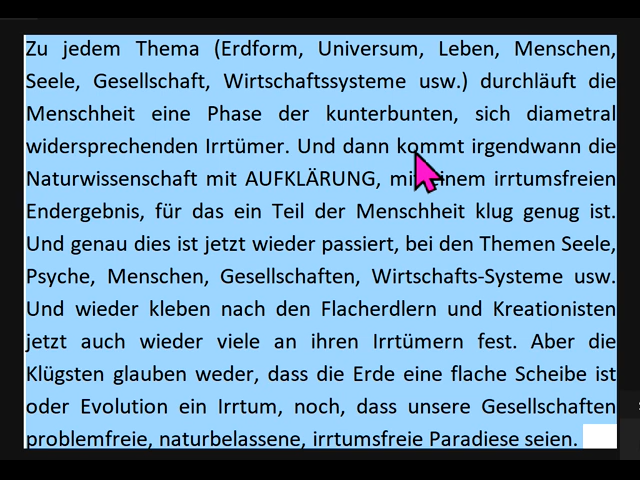 Zu jedem Thema (Erdform, Universum, Leben, Menschen,
Seele, Gesellschaft, Wirtschaftssysteme usw.) durchläuft die
Menschheit eine Phase der kunterbunten, sich diametral
widersprechenden Irrtümer. Und dann kommt irgendwann die
Naturwissenschaft mit AUFKLÄRUNG, mit einem irrtumsfreien
Endergebnis, für das ein Teil der Menschheit klug genug ist.
Und genau dies ist jetzt wieder passiert, bei den Themen Seele,
Psyche, Menschen, Gesellschaften, Wirtschafts-Systeme usw.
Und wieder kleben nach den Flacherdlern und Kreationisten
jetzt auch wieder viele an ihren Irrtümern fest. Aber die
Klügsten glauben weder, dass die Erde eine flache Scheibe ist
oder Evolution ein Irrtum, noch, dass unsere Gesellschaften
problemfreie, naturbelassene, irrtumsfreie Paradiese seien.